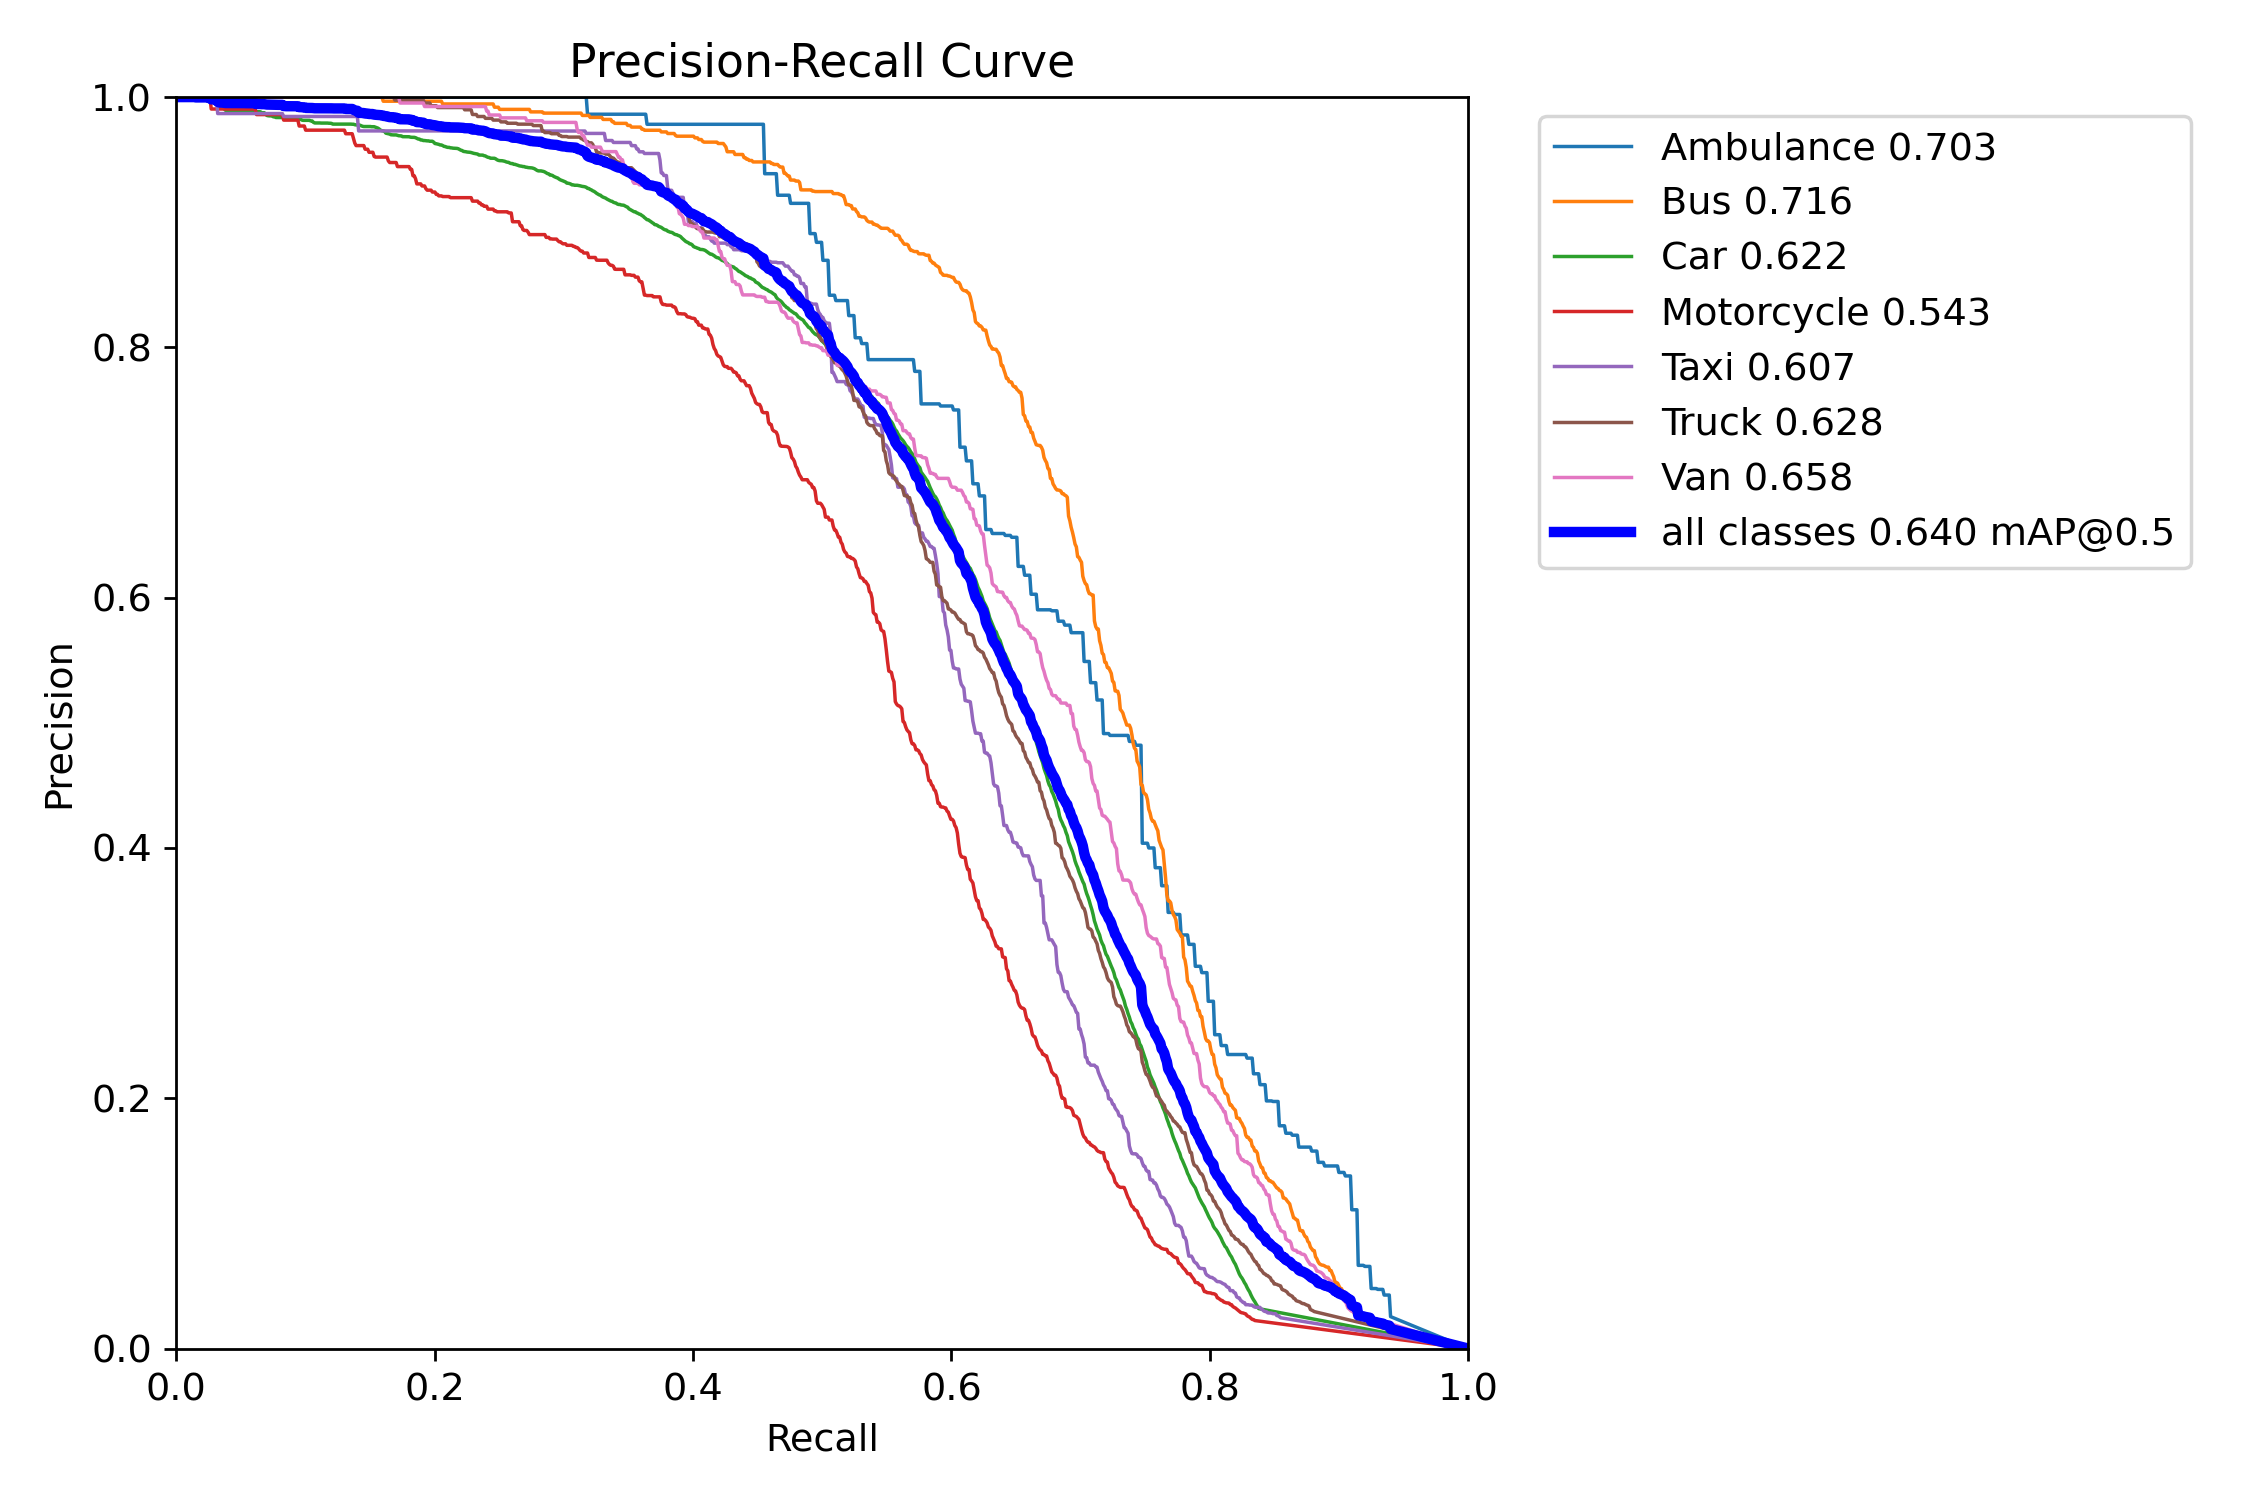 Precision-Recall Curve
1.0
0.8
0.6
0.4
0.2
0.0
Precision
0.0 0.2 0.4 0.6 0.8 1.0
Recall
Ambulance 0.703
Bus 0.716
Car 0.622
Motorcycle 0.543
Taxi 0.607
Truck 0.628
Van 0.658
all classes 0.640 mAP@0.5